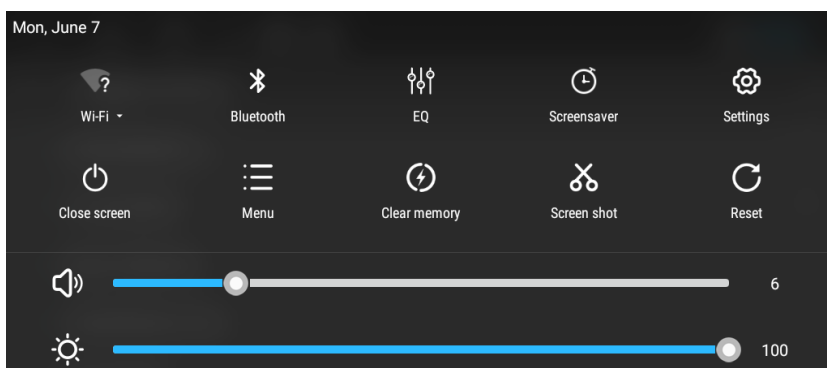 Mon, June 7
?
Wi-Fi Bluetooth EQ Screensaver Settings
Close screen Menu Clear memory Screen shot Reset
6
100